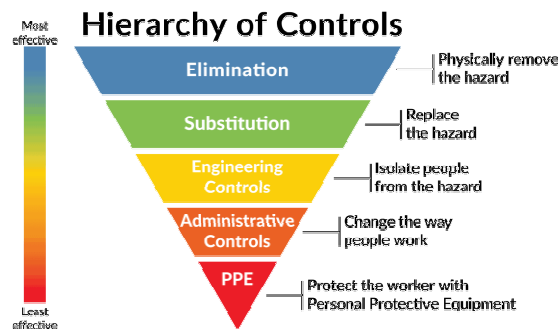 Hierarchy of Controls
Most
effective
Elimination
Physically remove
the hazard
Substitution
Replace
the hazard
Engineering
Controls
Isolate people
from the hazard
Administrative
Controls
Change the way
people work
PPE
Protect the worker with
Personal Protective Equipment
Least
effective